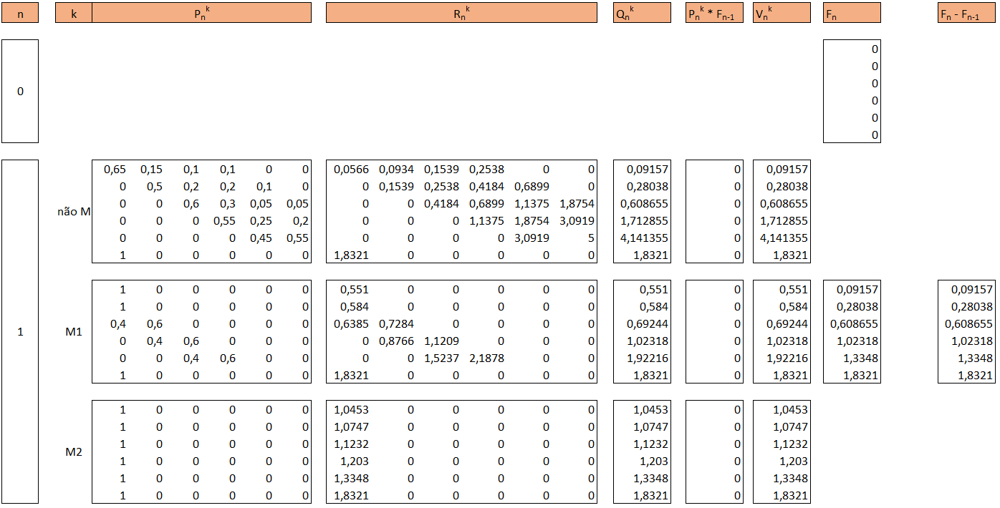 n k Pnk Rnk Qnk Pnk * Fn-1 Vnk Fn Fn - Fn-1
0
0
0
0 0
0
0
0
0,65 0,15 0,1 0,1 0 0 0,0566 0,0934 0,1539 0,2538 0 0 0,09157 0 0,09157
0 0,5 0,2 0,2 0,1 0 0 0,1539 0,2538 0,4184 0,6899 0 0,28038 0 0,28038
0 0 0,6 0,3 0,05 0,05 0 0 0,4184 0,6899 1,1375 1,8754 0,608655 0 0,608655
não M
0 0 0 0,55 0,25 0,2 0 0 0 1,1375 1,8754 3,0919 1,712855 0 1,712855
0 0 0 0 0,45 0,55 0 0 0 0 3,0919 5 4,141355 0 4,141355
1 0 0 0 0 0 1,8321 0 0 0 0 0 1,8321 0 1,8321
1 0 0 0 0 0 0,551 0 0 0 0 0 0,551 0 0,551 0,09157 0,09157
1 0 0 0 0 0 0,584 0 0 0 0 0 0,584 0 0,584 0,28038 0,28038
0,4 0,6 0 0 0 0 0,6385 0,7284 0 0 0 0 0,69244 0 0,69244 0,608655 0,608655
1 M1
0 0,4 0,6 0 0 0 0 0,8766 1,1209 0 0 0 1,02318 0 1,02318 1,02318 1,02318
0 0 0,4 0,6 0 0 0 0 1,5237 2,1878 0 0 1,92216 0 1,92216 1,3348 1,3348
1 0 0 0 0 0 1,8321 0 0 0 0 0 1,8321 0 1,8321 1,8321 1,8321
1 0 0 0 0 0 1,0453 0 0 0 0 0 1,0453 0 1,0453
1 0 0 0 0 0 1,0747 0 0 0 0 0 1,0747 0 1,0747
1 0 0 0 0 0 1,1232 0 0 0 0 0 1,1232 0 1,1232
M2
1 0 0 0 0 0 1,203 0 0 0 0 0 1,203 0 1,203
1 0 0 0 0 0 1,3348 0 0 0 0 0 1,3348 0 1,3348
1 0 0 0 0 0 1,8321 0 0 0 0 0 1,8321 0 1,8321